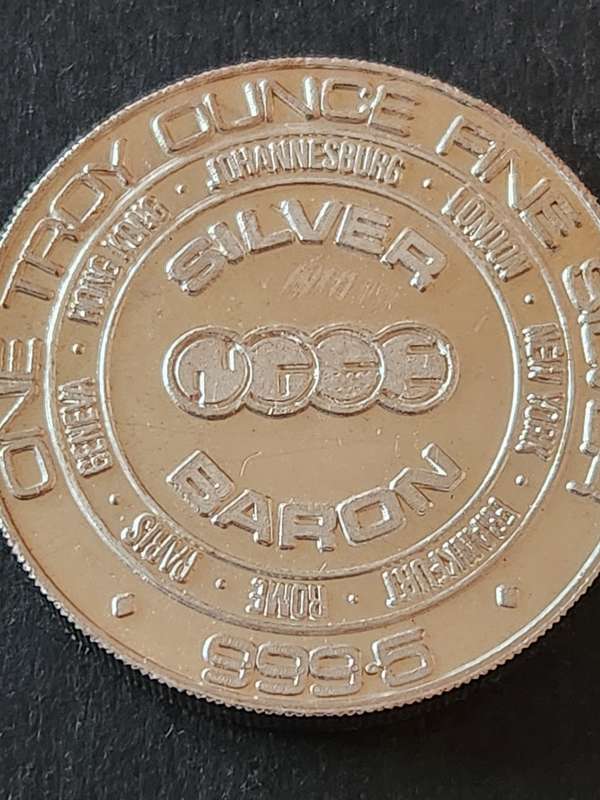 ONE TROY OUNCE FINE
999.5
JOHANNESBURG · LONDON · NEW YORK · FRANKFURT · ROME · PARIS · GENEVA · HONG KONG ·
SILVER
BARON